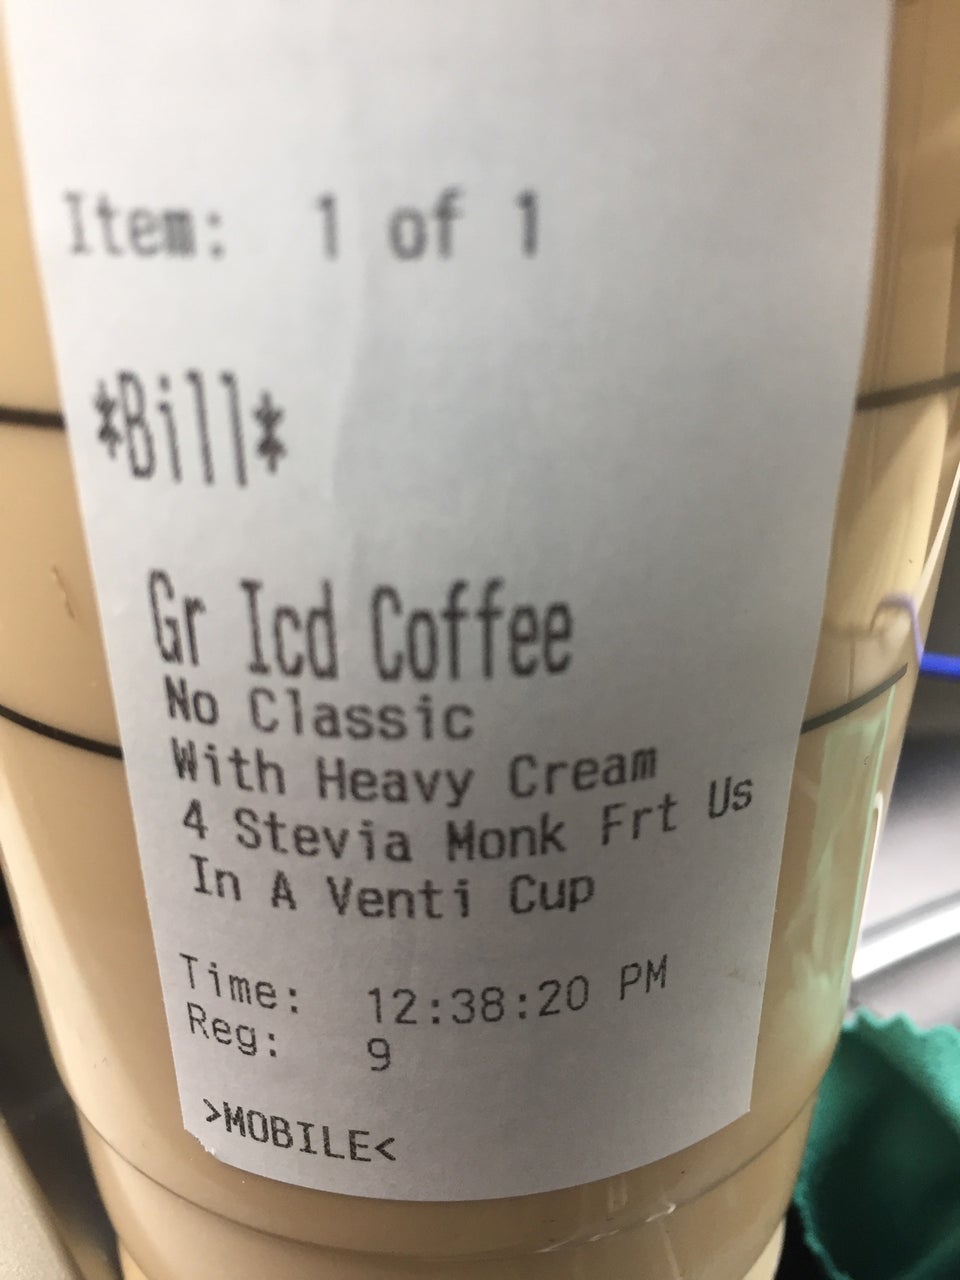 Item: 1 of 1
*Bill*
Gr Icd Coffee
No Classic
With Heavy Cream
4 Stevia Monk Frt Us
In A Venti Cup
Time: 12:38:20 PM
Reg: 9
>MOBILE<